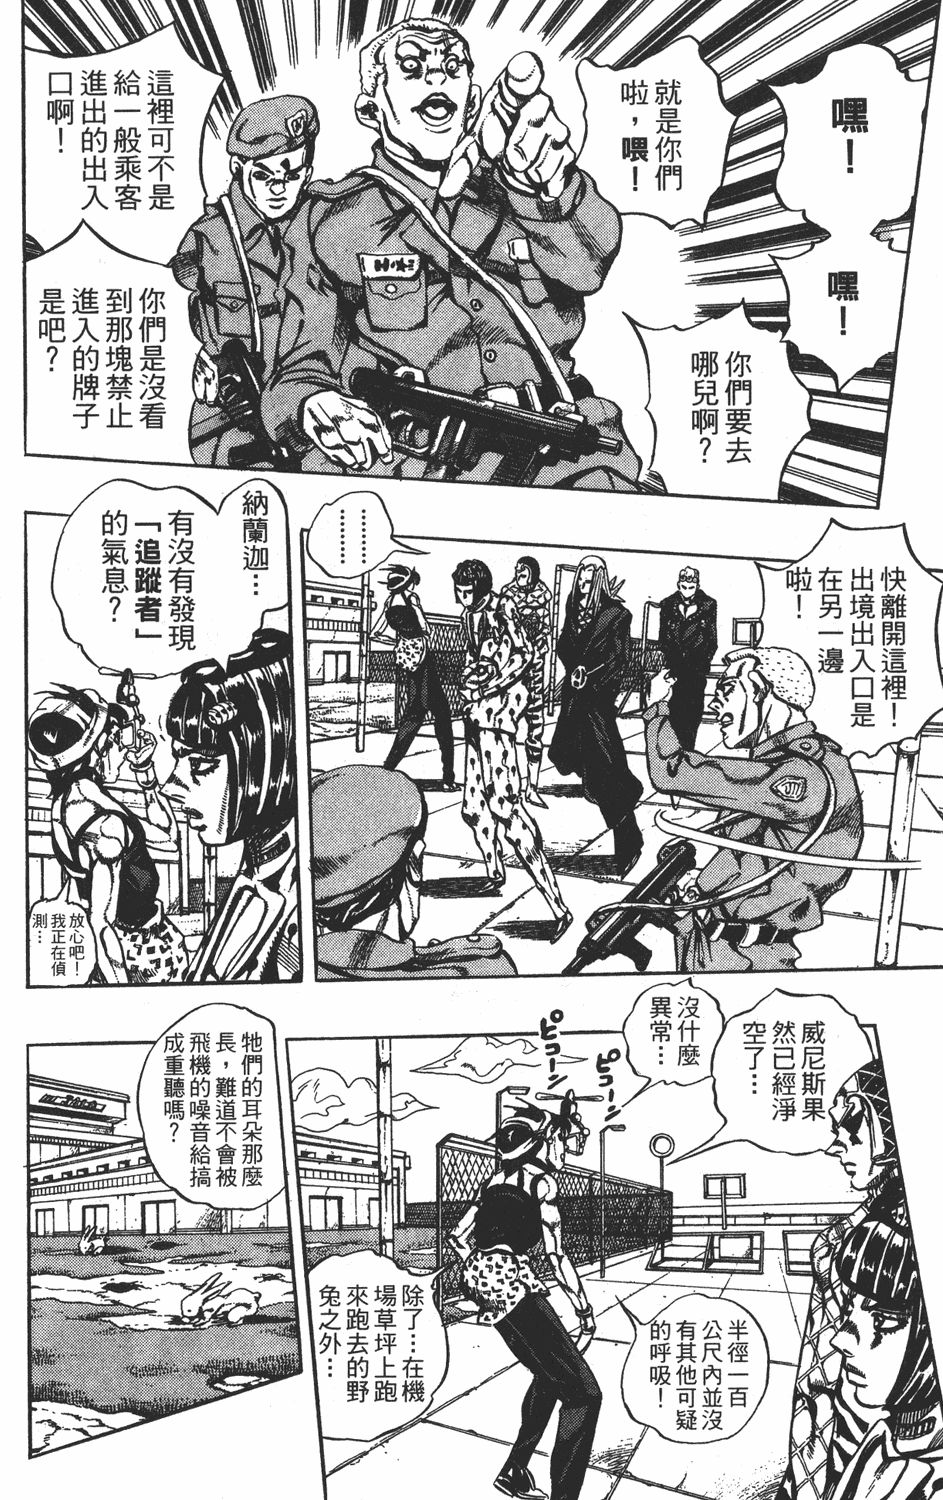 嘿！
嘿！
就是你們
啦，喂！
你們要去
哪兒啊？
這裡可不是
給一般乘客
進出的出入
口啊！
你們是沒看
到那塊禁止
進入的牌子
是吧？
快離開這裡！
出境出入口是
在另一邊
啦！
………
………
納蘭迦…
有沒有發現
「追蹤者」
的氣息？
放心吧！
我正在偵
測…
威尼斯果
然已經淨
空了…
沒什麼
異常…
ピコーン
ピコーン
半徑一百
公尺內並沒
有其他可疑
的呼吸！
除了…在機
場草坪上跑
來跑去的野
兔之外…
牠們的耳朵那麼
長，難道不會被
飛機的噪音給搞
成重聽嗎？